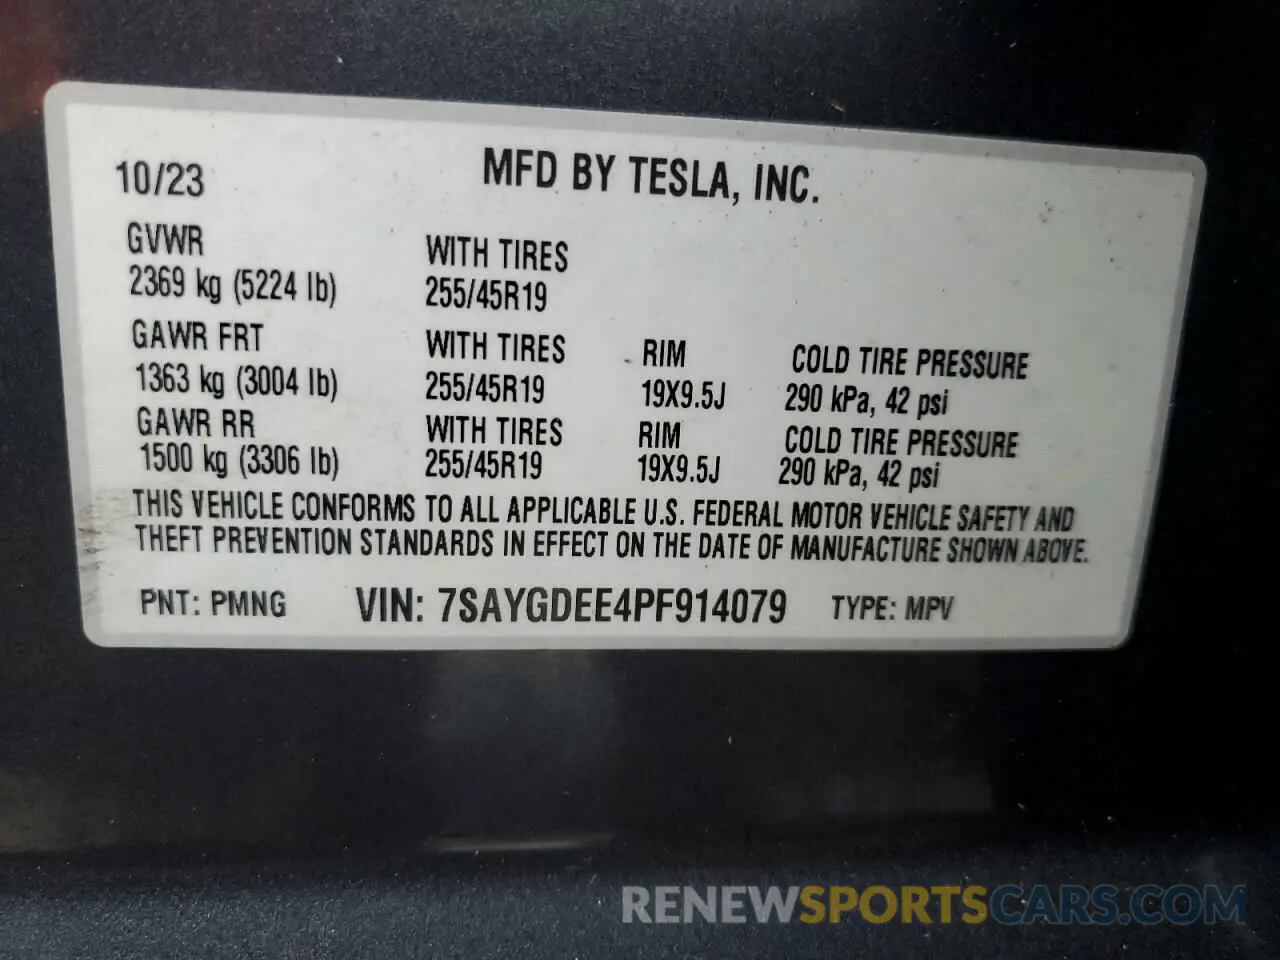 10/23 MFD BY TESLA, INC.
GVWR WITH TIRES
2369 kg (5224 lb) 255/45R19
GAWR FRT WITH TIRES RIM COLD TIRE PRESSURE
1363 kg (3004 lb) 255/45R19 19X9.5J 290 kPa, 42 psi
GAWR RR WITH TIRES RIM COLD TIRE PRESSURE
1500 kg (3306 lb) 255/45R19 19X9.5J 290 kPa, 42 psi
THIS VEHICLE CONFORMS TO ALL APPLICABLE U.S. FEDERAL MOTOR VEHICLE SAFETY AND
THEFT PREVENTION STANDARDS IN EFFECT ON THE DATE OF MANUFACTURE SHOWN ABOVE.
PNT: PMNG VIN: 7SAYGDEE4PF914079 TYPE: MPV
RENEWSPORTSCARS.COM